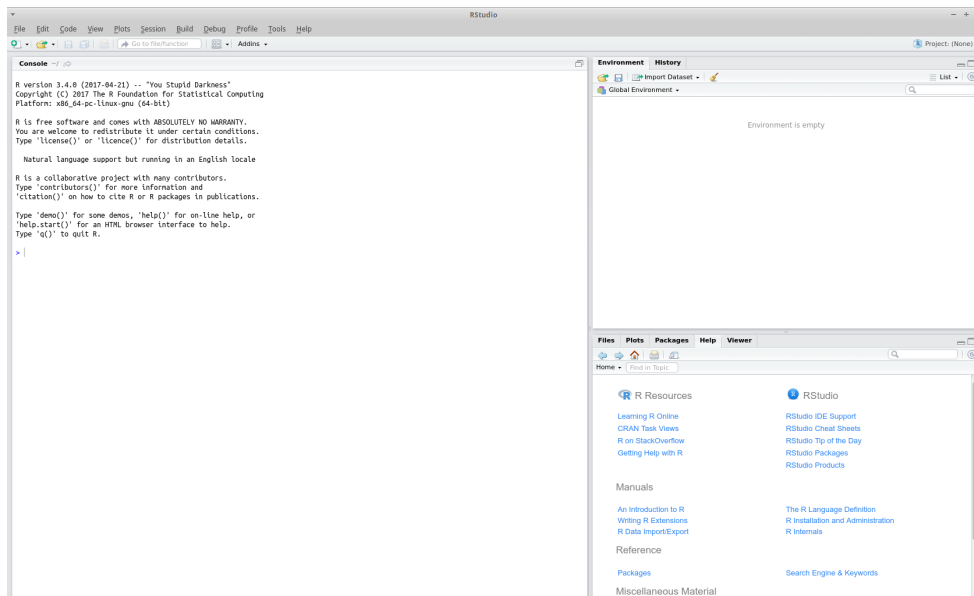 RStudio
File Edit Code View Plots Session Build Debug Profile Tools Help
Go to file/function Addins Project: (None)
Console ~/
R version 3.4.0 (2017-04-21) -- "You Stupid Darkness"
Copyright (C) 2017 The R Foundation for Statistical Computing
Platform: x86_64-pc-linux-gnu (64-bit)
R is free software and comes with ABSOLUTELY NO WARRANTY.
You are welcome to redistribute it under certain conditions.
Type 'license()' or 'licence()' for distribution details.
Natural language support but running in an English locale
R is a collaborative project with many contributors.
Type 'contributors()' for more information and
'citation()' on how to cite R or R packages in publications.
Type 'demo()' for some demos, 'help()' for on-line help, or
'help.start()' for an HTML browser interface to help.
Type 'q()' to quit R.
>
Environment History
Import Dataset List
Global Environment
Environment is empty
Files Plots Packages Help Viewer
Home Find in Topic
R Resources
Learning R Online
CRAN Task Views
R on StackOverflow
Getting Help with R
RStudio
RStudio IDE Support
RStudio Cheat Sheets
RStudio Tip of the Day
RStudio Packages
RStudio Products
Manuals
An Introduction to R
Writing R Extensions
R Data Import/Export
The R Language Definition
R Installation and Administration
R Internals
Reference
Packages
Search Engine & Keywords
Miscellaneous Material